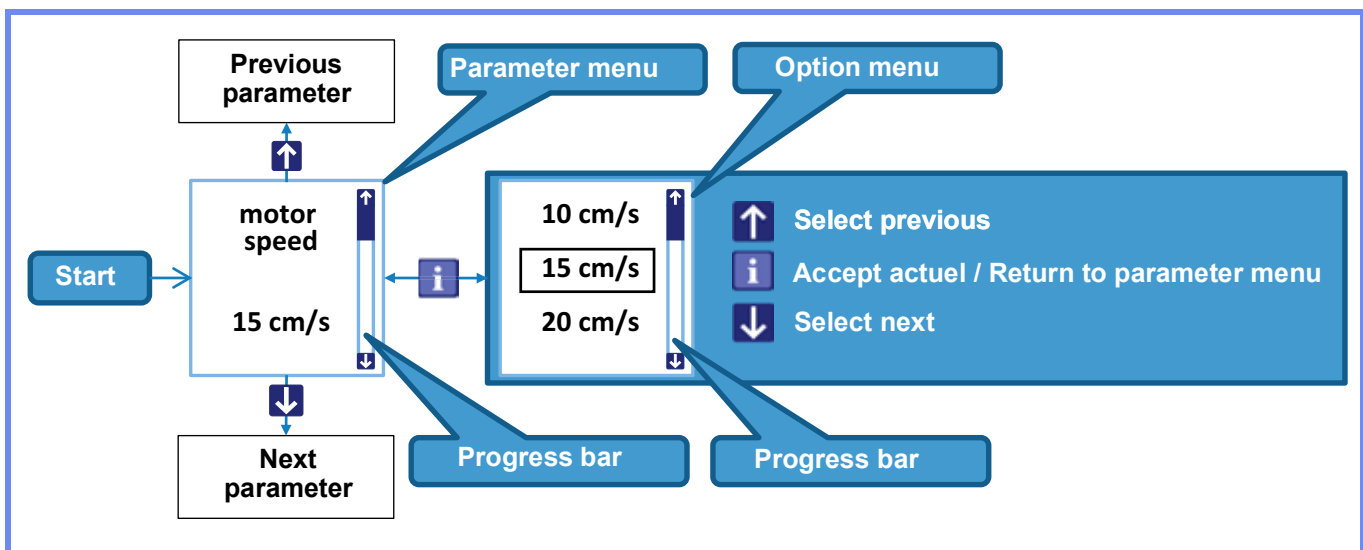 Previous
parameter
Parameter menu
Option menu
Start
motor
speed
15 cm/s
i
10 cm/s
15 cm/s
20 cm/s
Select previous
i Accept actuel / Return to parameter menu
Select next
Next
parameter
Progress bar
Progress bar